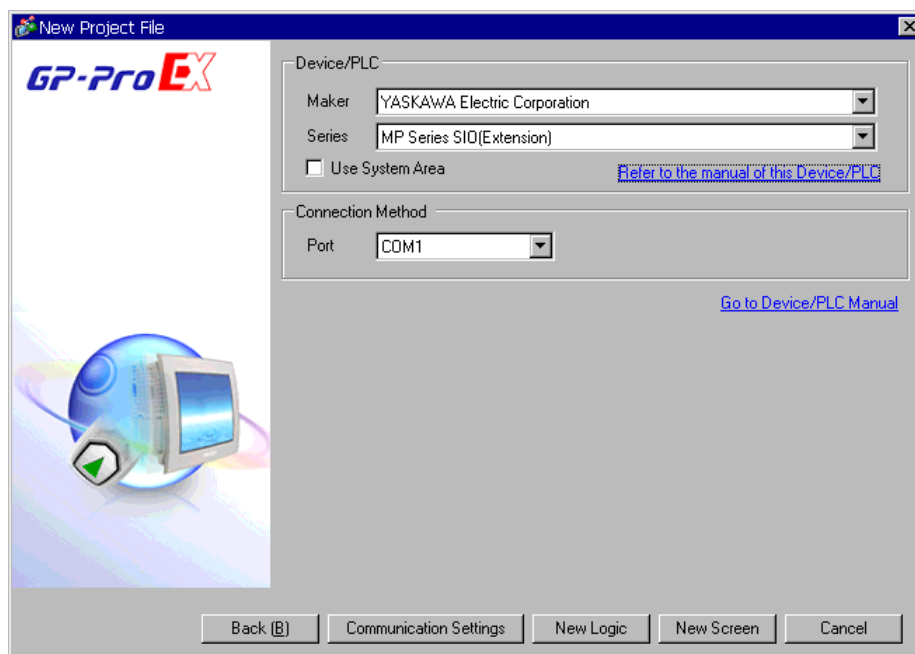 New Project File
GP-Pro EX
Device/PLC
Maker YASKAWA Electric Corporation
Series MP Series SIO(Extension)
Use System Area Refer to the manual of this Device/PLC
Connection Method
Port COM1
Go to Device/PLC Manual
Back (B) Communication Settings New Logic New Screen Cancel